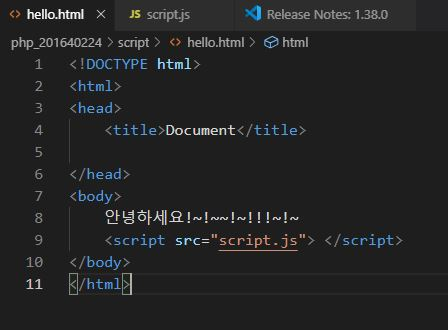 hello.html JS script.js Release Notes: 1.38.0
php_201640224 > script > hello.html > html
1 <!DOCTYPE html>
2 <html>
3 <head>
4 <title>Document</title>
5
6 </head>
7 <body>
8 안녕하세요!~!~~!~!!!~!~
9 <script src="script.js"> </script>
10 </body>
11 </html>